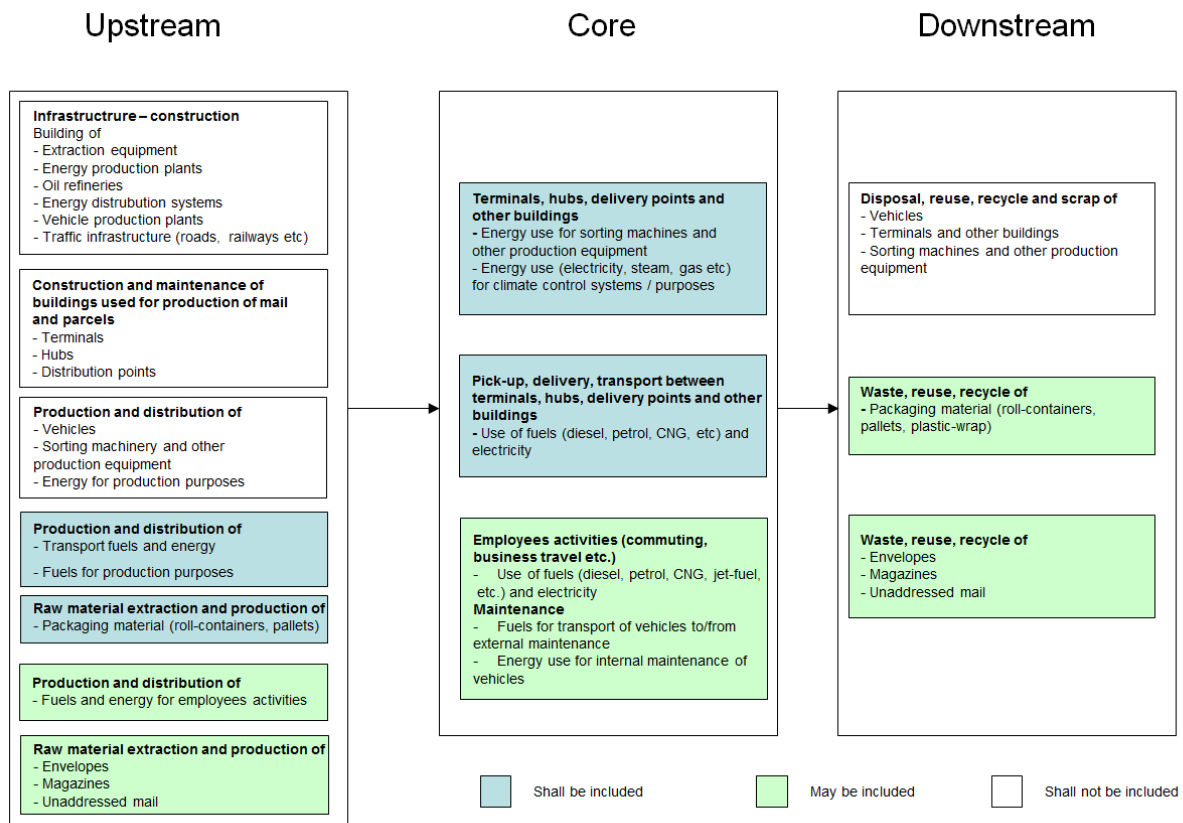 Upstream
Core
Downstream
Infrastructrure – construction
Building of
- Extraction equipment
- Energy production plants
- Oil refineries
- Energy distrubution systems
- Vehicle production plants
- Traffic infrastructure (roads, railways etc)
Construction and maintenance of
buildings used for production of mail
and parcels
- Terminals
- Hubs
- Distribution points
Production and distribution of
- Vehicles
- Sorting machinery and other
production equipment
- Energy for production purposes
Production and distribution of
- Transport fuels and energy
- Fuels for production purposes
Raw material extraction and production of
- Packaging material (roll-containers, pallets)
Production and distribution of
- Fuels and energy for employees activities
Raw material extraction and production of
- Envelopes
- Magazines
- Unaddressed mail
Terminals, hubs, delivery points and
other buildings
- Energy use for sorting machines and
other production equipment
- Energy use (electricity, steam, gas etc)
for climate control systems / purposes
Pick-up, delivery, transport between
terminals, hubs, delivery points and other
buildings
- Use of fuels (diesel, petrol, CNG, etc) and
electricity
Employees activities (commuting,
business travel etc.)
- Use of fuels (diesel, petrol, CNG, jet-fuel,
etc.) and electricity
Maintenance
- Fuels for transport of vehicles to/from
external maintenance
- Energy use for internal maintenance of
vehicles
Disposal, reuse, recycle and scrap of
- Vehicles
- Terminals and other buildings
- Sorting machines and other production
equipment
Waste, reuse, recycle of
- Packaging material (roll-containers,
pallets, plastic-wrap)
Waste, reuse, recycle of
- Envelopes
- Magazines
- Unaddressed mail
Shall be included
May be included
Shall not be included